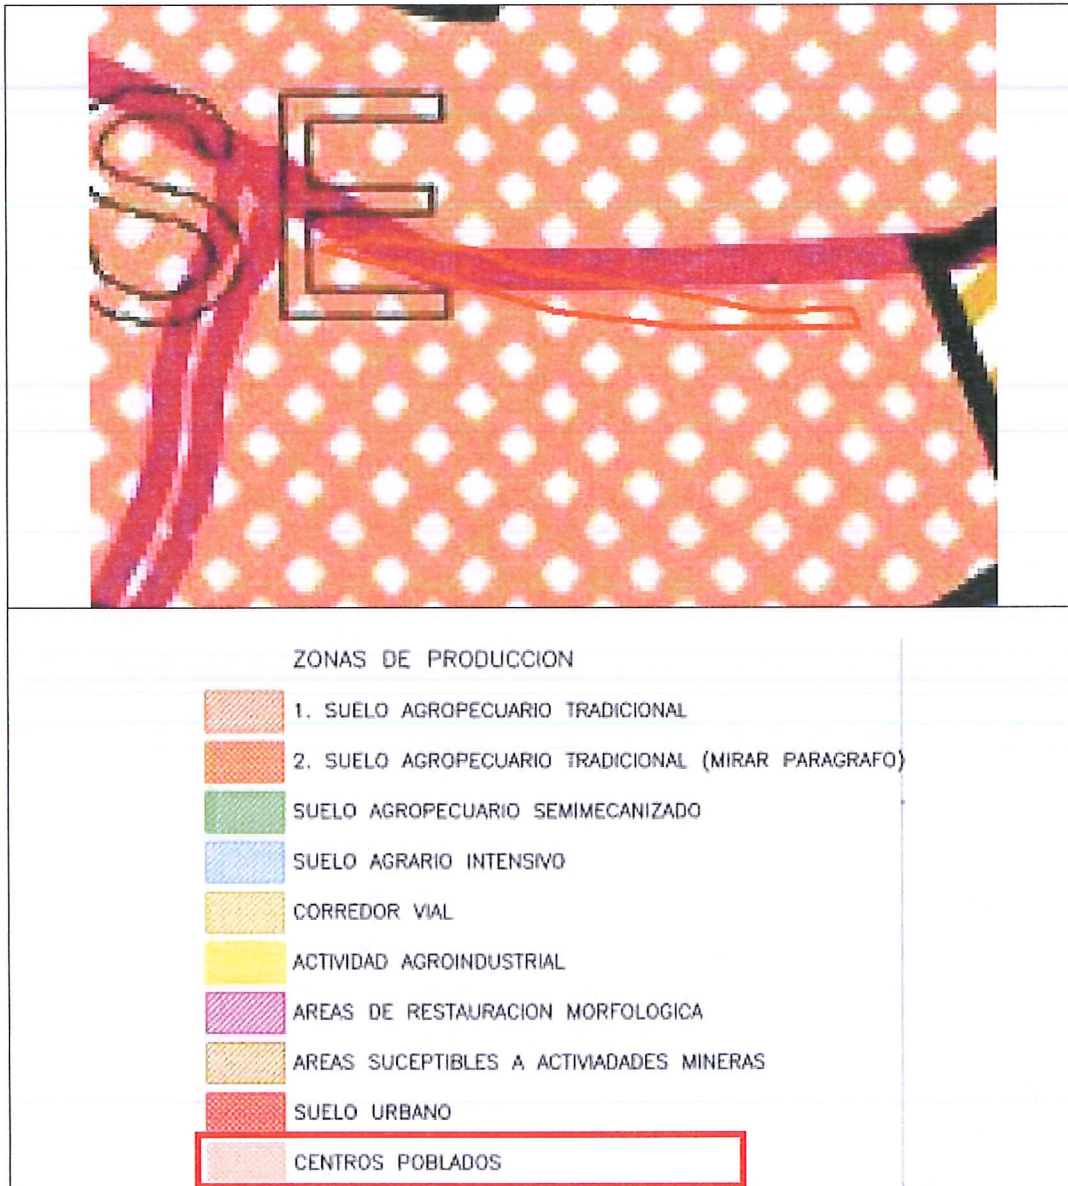 SE
ZONAS DE PRODUCCION
1. SUELO AGROPECUARIO TRADICIONAL
2. SUELO AGROPECUARIO TRADICIONAL (MIRAR PARAGRAFO)
SUELO AGROPECUARIO SEMIMECANIZADO
SUELO AGRARIO INTENSIVO
CORREDOR VIAL
ACTIVIDAD AGROINDUSTRIAL
AREAS DE RESTAURACION MORFOLOGICA
AREAS SUCEPTIBLES A ACTIVIADADES MINERAS
SUELO URBANO
CENTROS POBLADOS